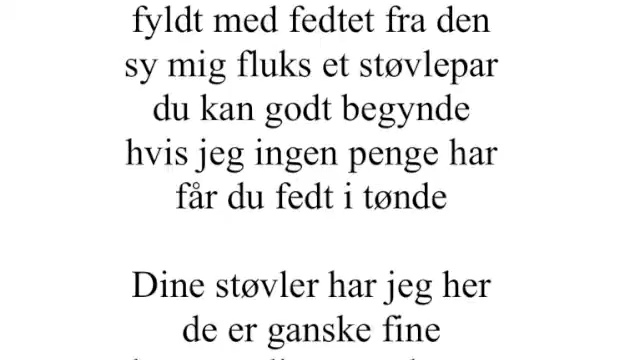 fyldt med fedtet fra den
sy mig fluks et støvlepar
du kan godt begynde
hvis jeg ingen penge har
får du fedt i tønde
Dine støvler har jeg her
de er ganske fine